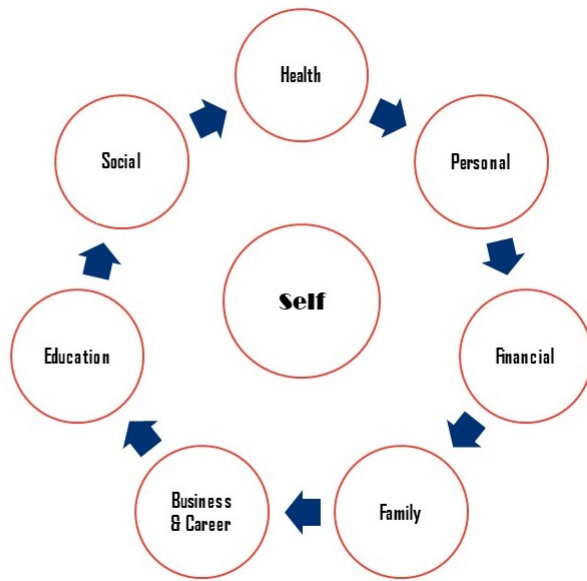 Health
Personal
Financial
Family
Business
& Career
Education
Social
Self